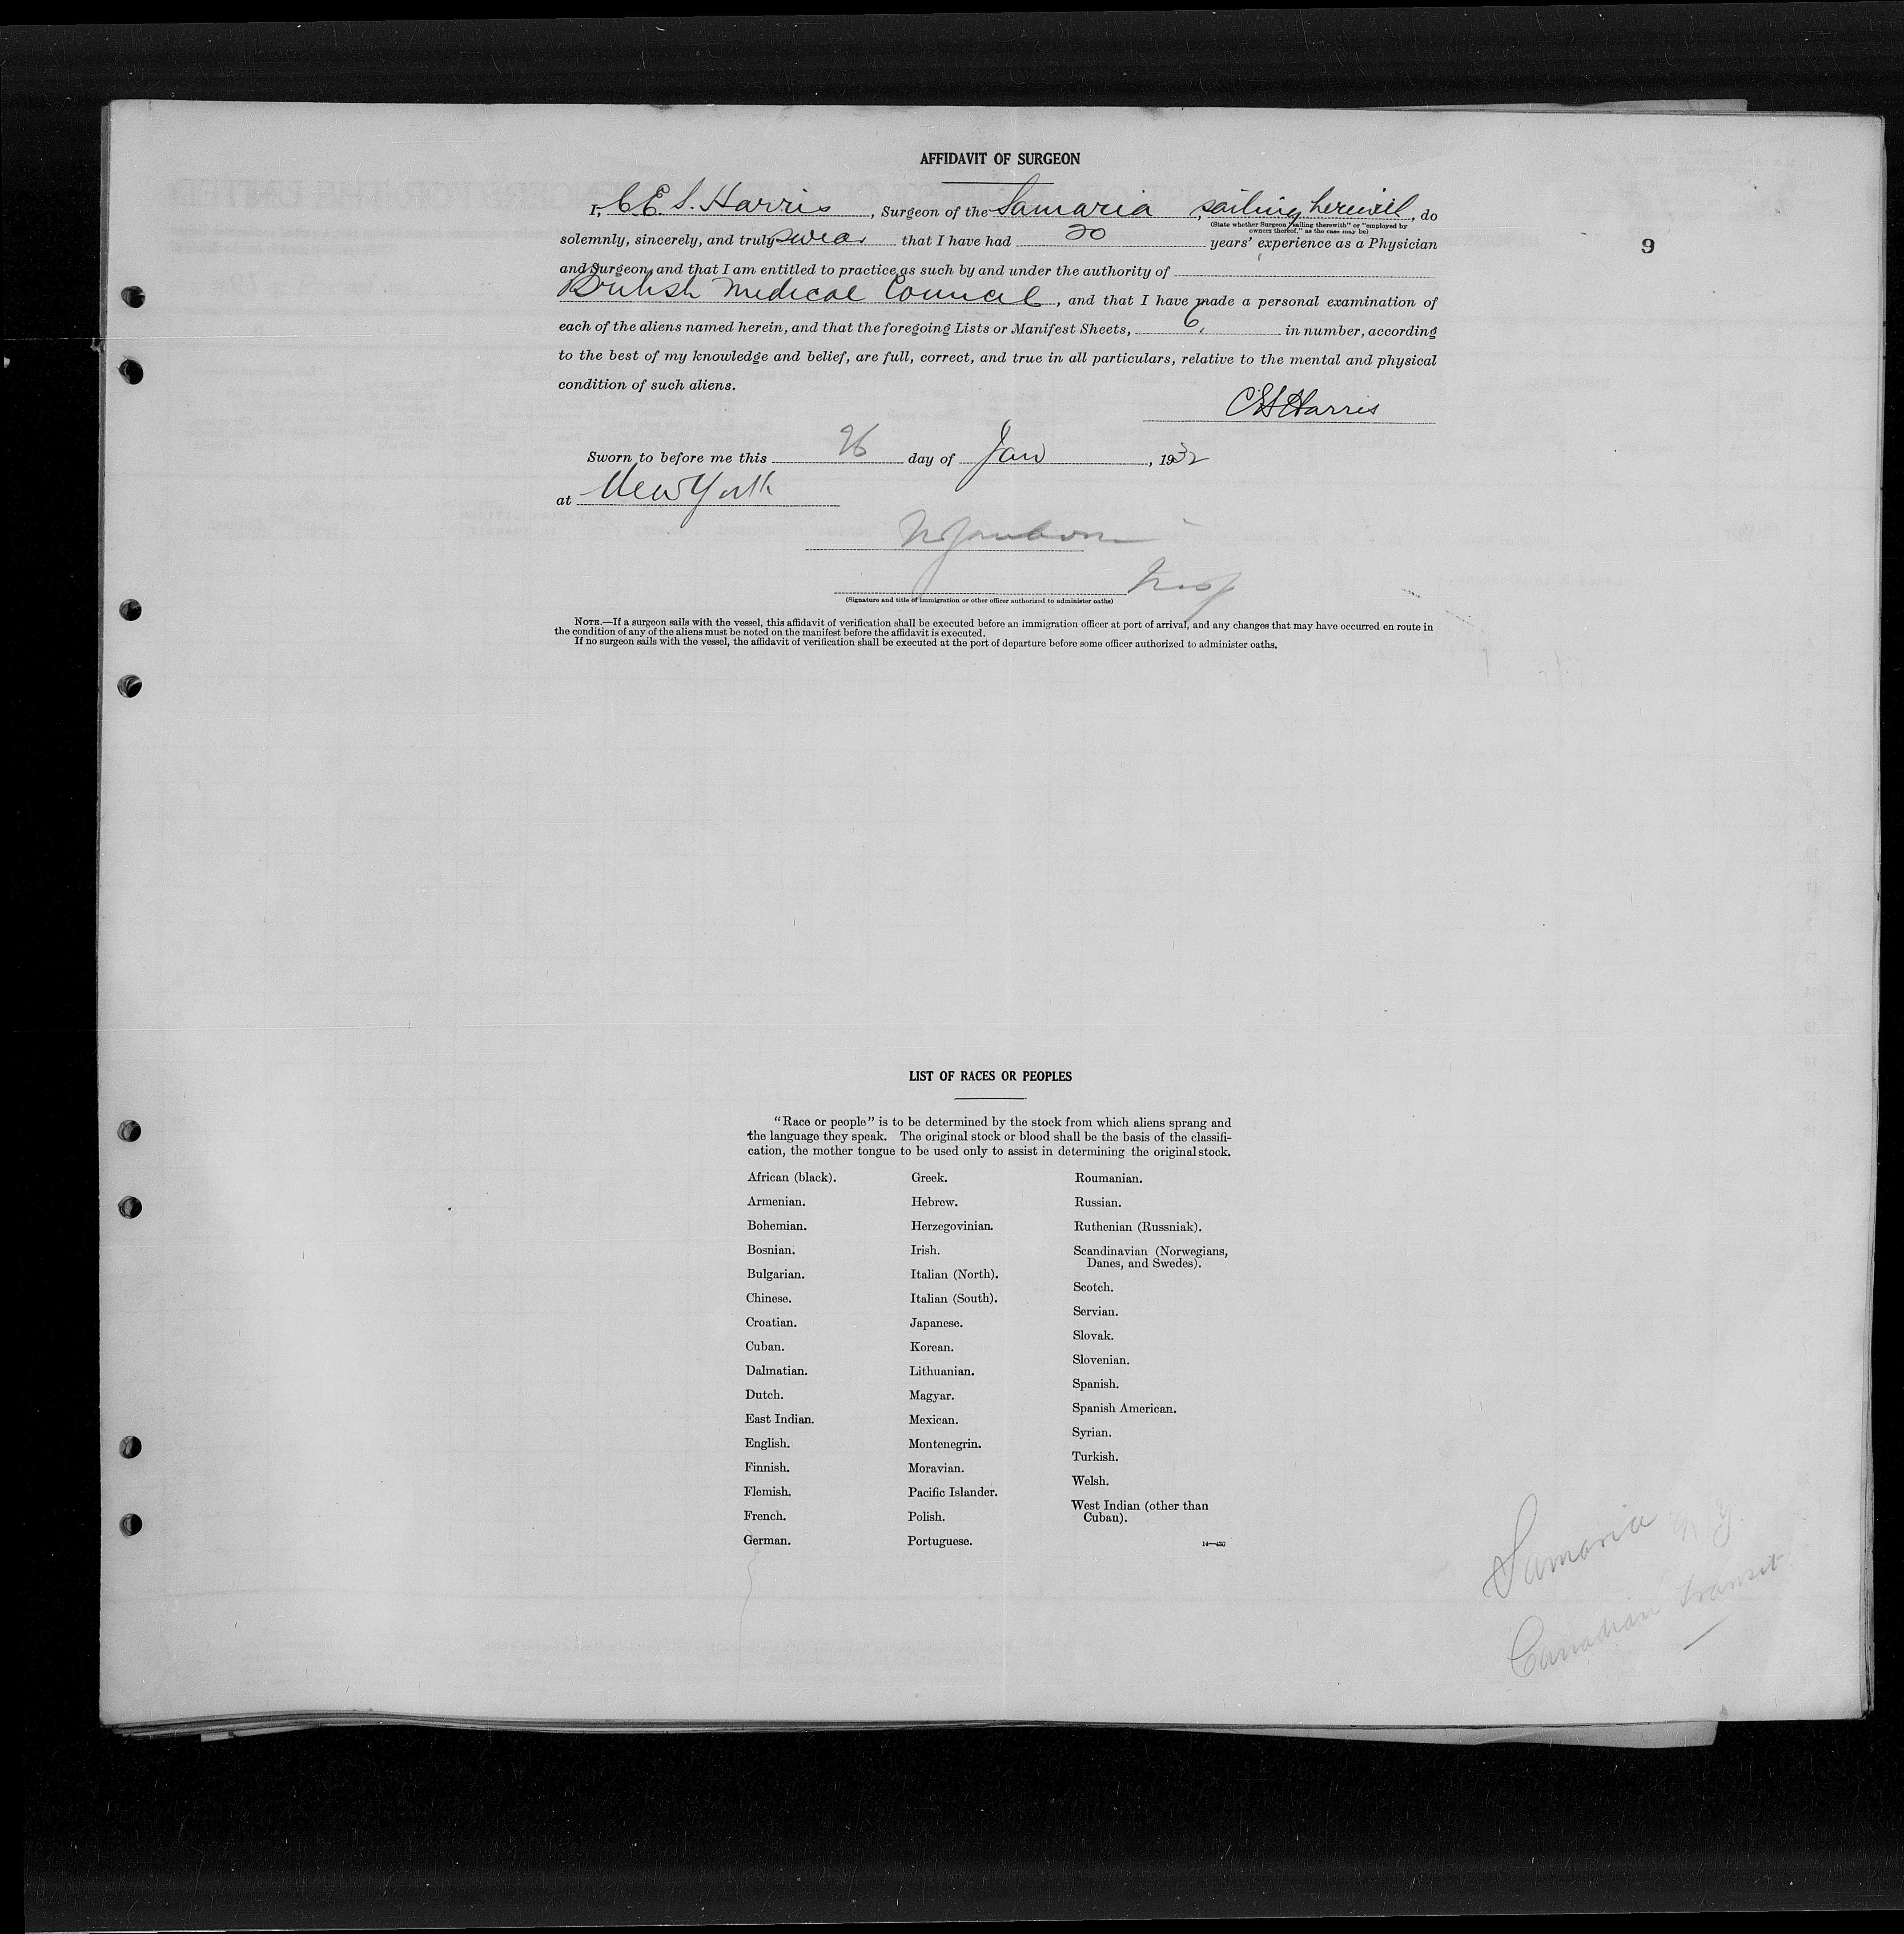 AFFIDAVIT OF SURGEON
9
I, C.E. S. Harris, Surgeon of the Samaria, sailing herewith, do
(State whether Surgeon "sailing therewith" or "employed by
owners thereof," as the case may be)
solemnly, sincerely, and truly swear that I have had 20 years' experience as a Physician
and Surgeon, and that I am entitled to practice as such by and under the authority of
British Medical Council, and that I have made a personal examination of
each of the aliens named herein, and that the foregoing Lists or Manifest Sheets, 6, in number, according
to the best of my knowledge and belief, are full, correct, and true in all particulars, relative to the mental and physical
condition of such aliens.
CES Harris
Sworn to before me this 26 day of Jan, 1932
at New York
Insp
(Signature and title of immigration or other officer authorized to administer oaths)
NOTE.—If a surgeon sails with the vessel, this affidavit of verification shall be executed before an immigration officer at port of arrival, and any changes that may have occurred en route in
the condition of any of the aliens must be noted on the manifest before the affidavit is executed.
If no surgeon sails with the vessel, the affidavit of verification shall be executed at the port of departure before some officer authorized to administer oaths.
LIST OF RACES OR PEOPLES
"Race or people" is to be determined by the stock from which aliens sprang and
the language they speak. The original stock or blood shall be the basis of the classifi-
cation, the mother tongue to be used only to assist in determining the original stock.
African (black).
Armenian.
Bohemian.
Bosnian.
Bulgarian.
Chinese.
Croatian.
Cuban.
Dalmatian.
Dutch.
East Indian.
English.
Finnish.
Flemish.
French.
German.
Greek.
Hebrew.
Herzegovinian.
Irish.
Italian (North).
Italian (South).
Japanese.
Korean.
Lithuanian.
Magyar.
Mexican.
Montenegrin.
Moravian.
Pacific Islander.
Polish.
Portuguese.
Roumanian.
Russian.
Ruthenian (Russniak).
Scandinavian (Norwegians,
Danes, and Swedes).
Scotch.
Servian.
Slovak.
Slovenian.
Spanish.
Spanish American.
Syrian.
Turkish.
Welsh.
West Indian (other than
Cuban).
14—430
Samaria N.Y.
Canadian Transit